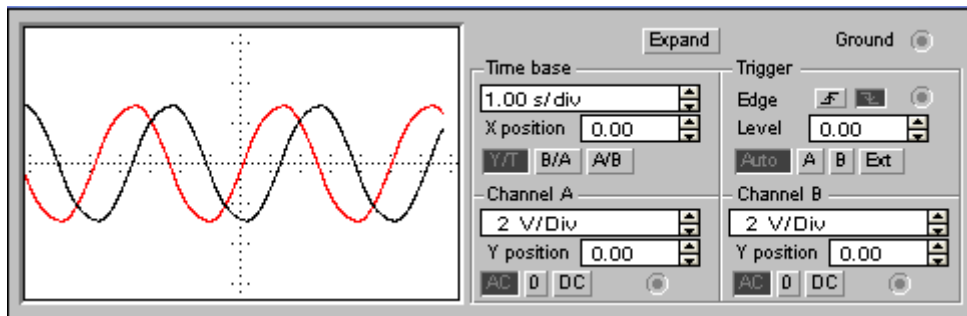 Expand Ground
Time base
1.00 s/div
X position 0.00
Y/T B/A A/B
Trigger
Edge
Level 0.00
Auto A B Ext
Channel A
2 V/Div
Y position 0.00
AC 0 DC
Channel B
2 V/Div
Y position 0.00
AC 0 DC